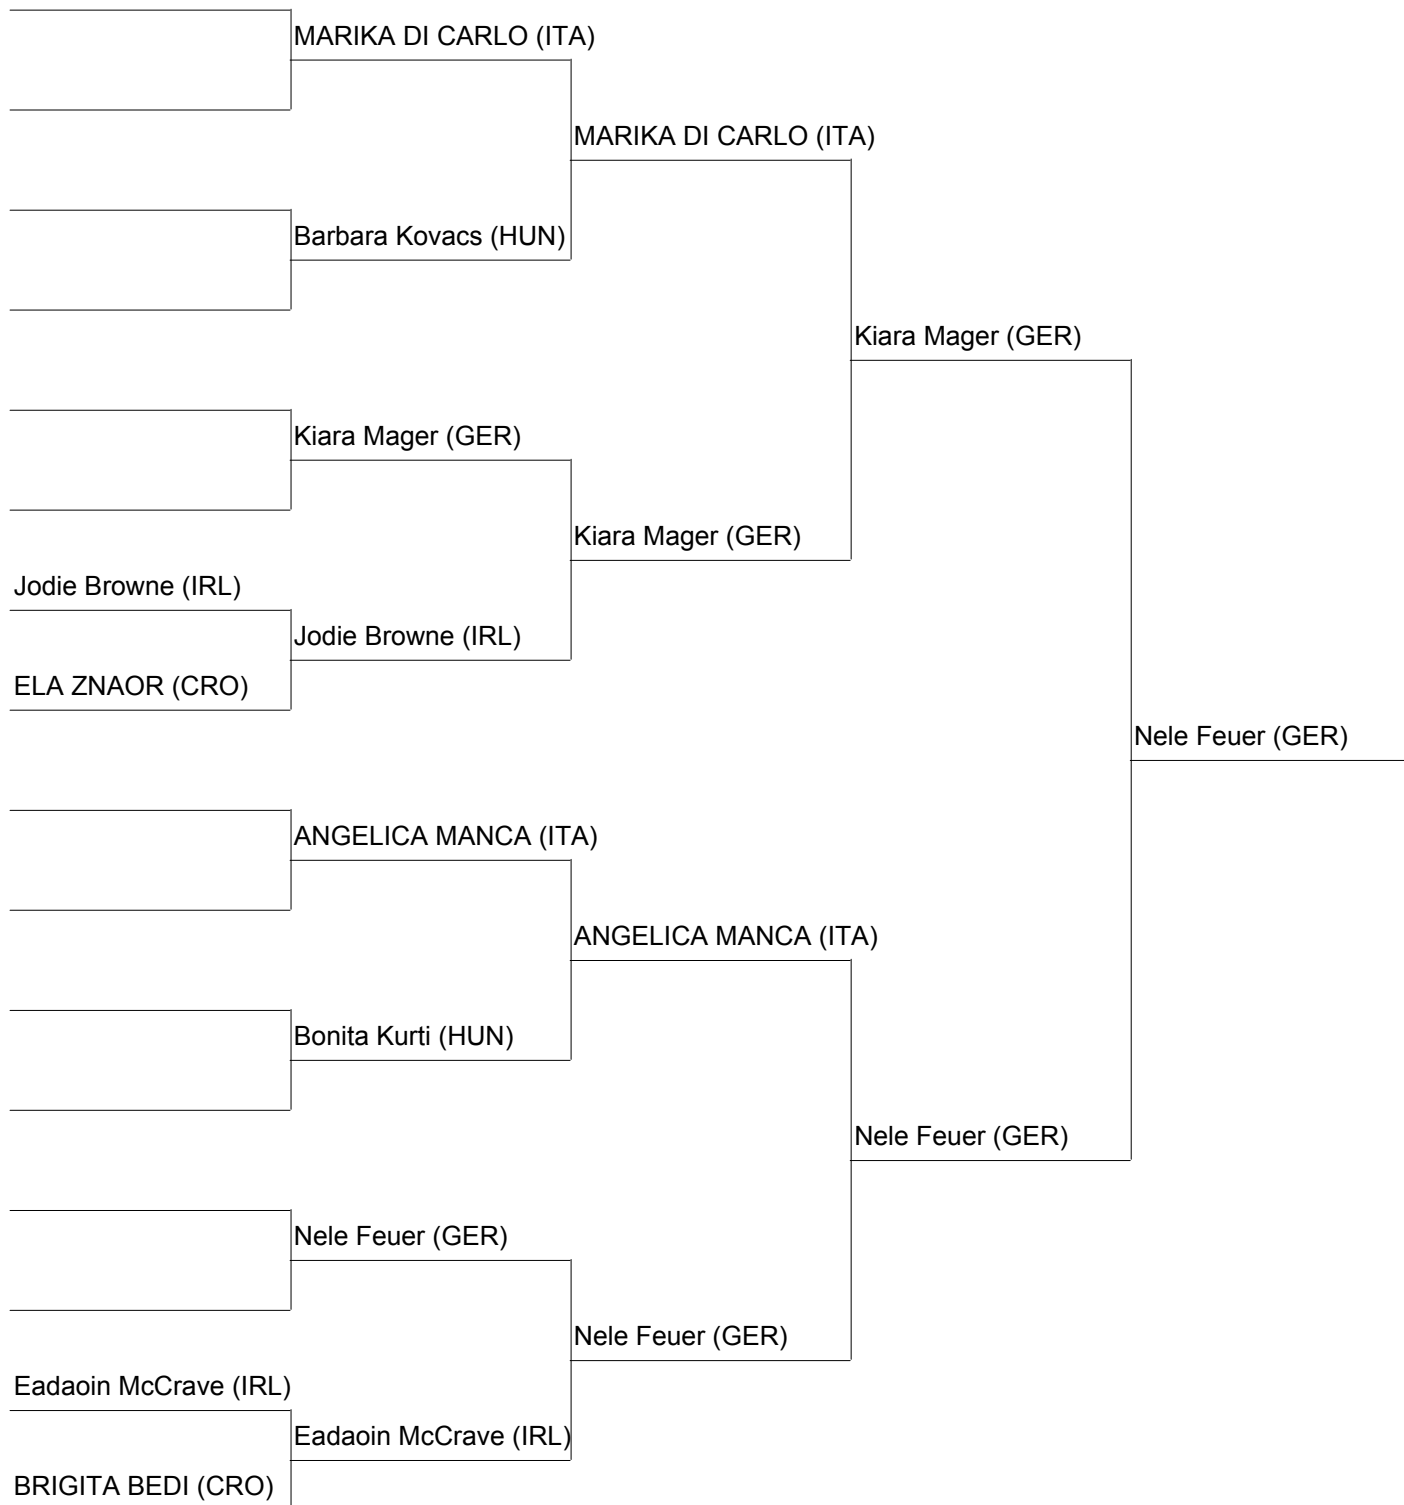 MARIKA DI CARLO (ITA)
MARIKA DI CARLO (ITA)
Barbara Kovacs (HUN)
Kiara Mager (GER)
Kiara Mager (GER)
Kiara Mager (GER)
Jodie Browne (IRL)
Jodie Browne (IRL)
ELA ZNAOR (CRO)
Nele Feuer (GER)
ANGELICA MANCA (ITA)
ANGELICA MANCA (ITA)
Bonita Kurti (HUN)
Nele Feuer (GER)
Nele Feuer (GER)
Nele Feuer (GER)
Eadaoin McCrave (IRL)
Eadaoin McCrave (IRL)
BRIGITA BEDI (CRO)